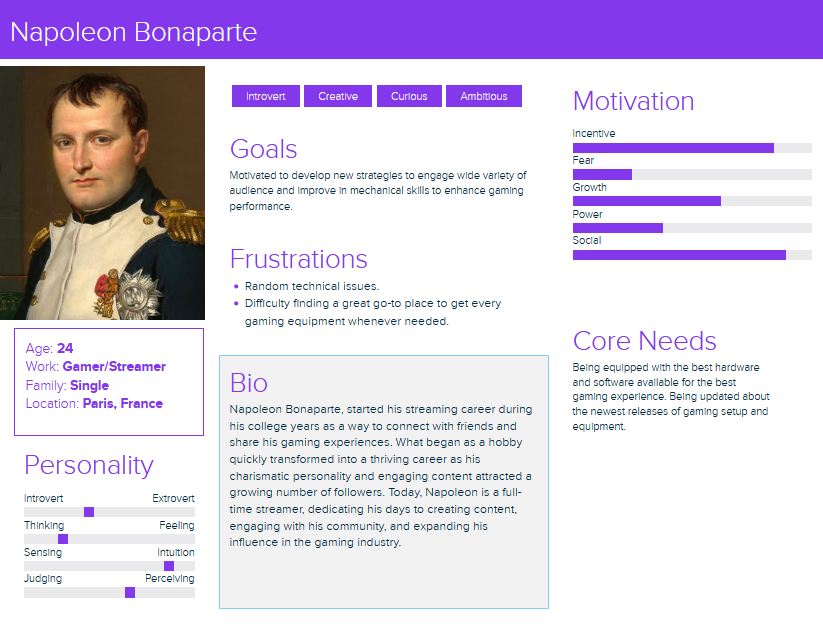 Napoleon Bonaparte
Introvert Creative Curious Ambitious
Goals
Motivated to develop new strategies to engage wide variety of
audience and improve in mechanical skills to enhance gaming
performance.
Frustrations
Random technical issues.
Difficulty finding a great go-to place to get every
gaming equipment whenever needed.
Age: 24
Work: Gamer/Streamer
Family: Single
Location: Paris, France
Personality
Introvert Extrovert
Thinking Feeling
Sensing Intuition
Judging Perceiving
Bio
Napoleon Bonaparte, started his streaming career during
his college years as a way to connect with friends and
share his gaming experiences. What began as a hobby
quickly transformed into a thriving career as his
charismatic personality and engaging content attracted a
growing number of followers. Today, Napoleon is a full-
time streamer, dedicating his days to creating content,
engaging with his community, and expanding his
influence in the gaming industry.
Motivation
Incentive
Fear
Growth
Power
Social
Core Needs
Being equipped with the best hardware
and software available for the best
gaming experience. Being updated about
the newest releases of gaming setup and
equipment.